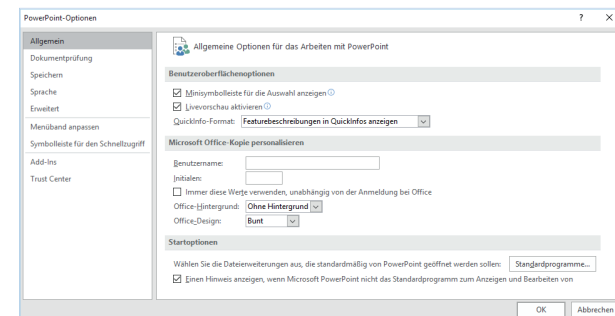 PowerPoint-Optionen ? ×
Allgemein
Dokumentprüfung
Speichern
Sprache
Erweitert
Menüband anpassen
Symbolleiste für den Schnellzugriff
Add-Ins
Trust Center
Allgemeine Optionen für das Arbeiten mit PowerPoint
Benutzeroberflächenoptionen
Minisymbolleiste für die Auswahl anzeigen
Livevorschau aktivieren
QuickInfo-Format: Featurebeschreibungen in QuickInfos anzeigen
Microsoft Office-Kopie personalisieren
Benutzername:
Initialen:
Immer diese Werte verwenden, unabhängig von der Anmeldung bei Office
Office-Hintergrund: Ohne Hintergrund
Office-Design: Bunt
Startoptionen
Wählen Sie die Dateierweiterungen aus, die standardmäßig von PowerPoint geöffnet werden sollen: Standardprogramme...
Einen Hinweis anzeigen, wenn Microsoft PowerPoint nicht das Standardprogramm zum Anzeigen und Bearbeiten von
OK Abbrechen